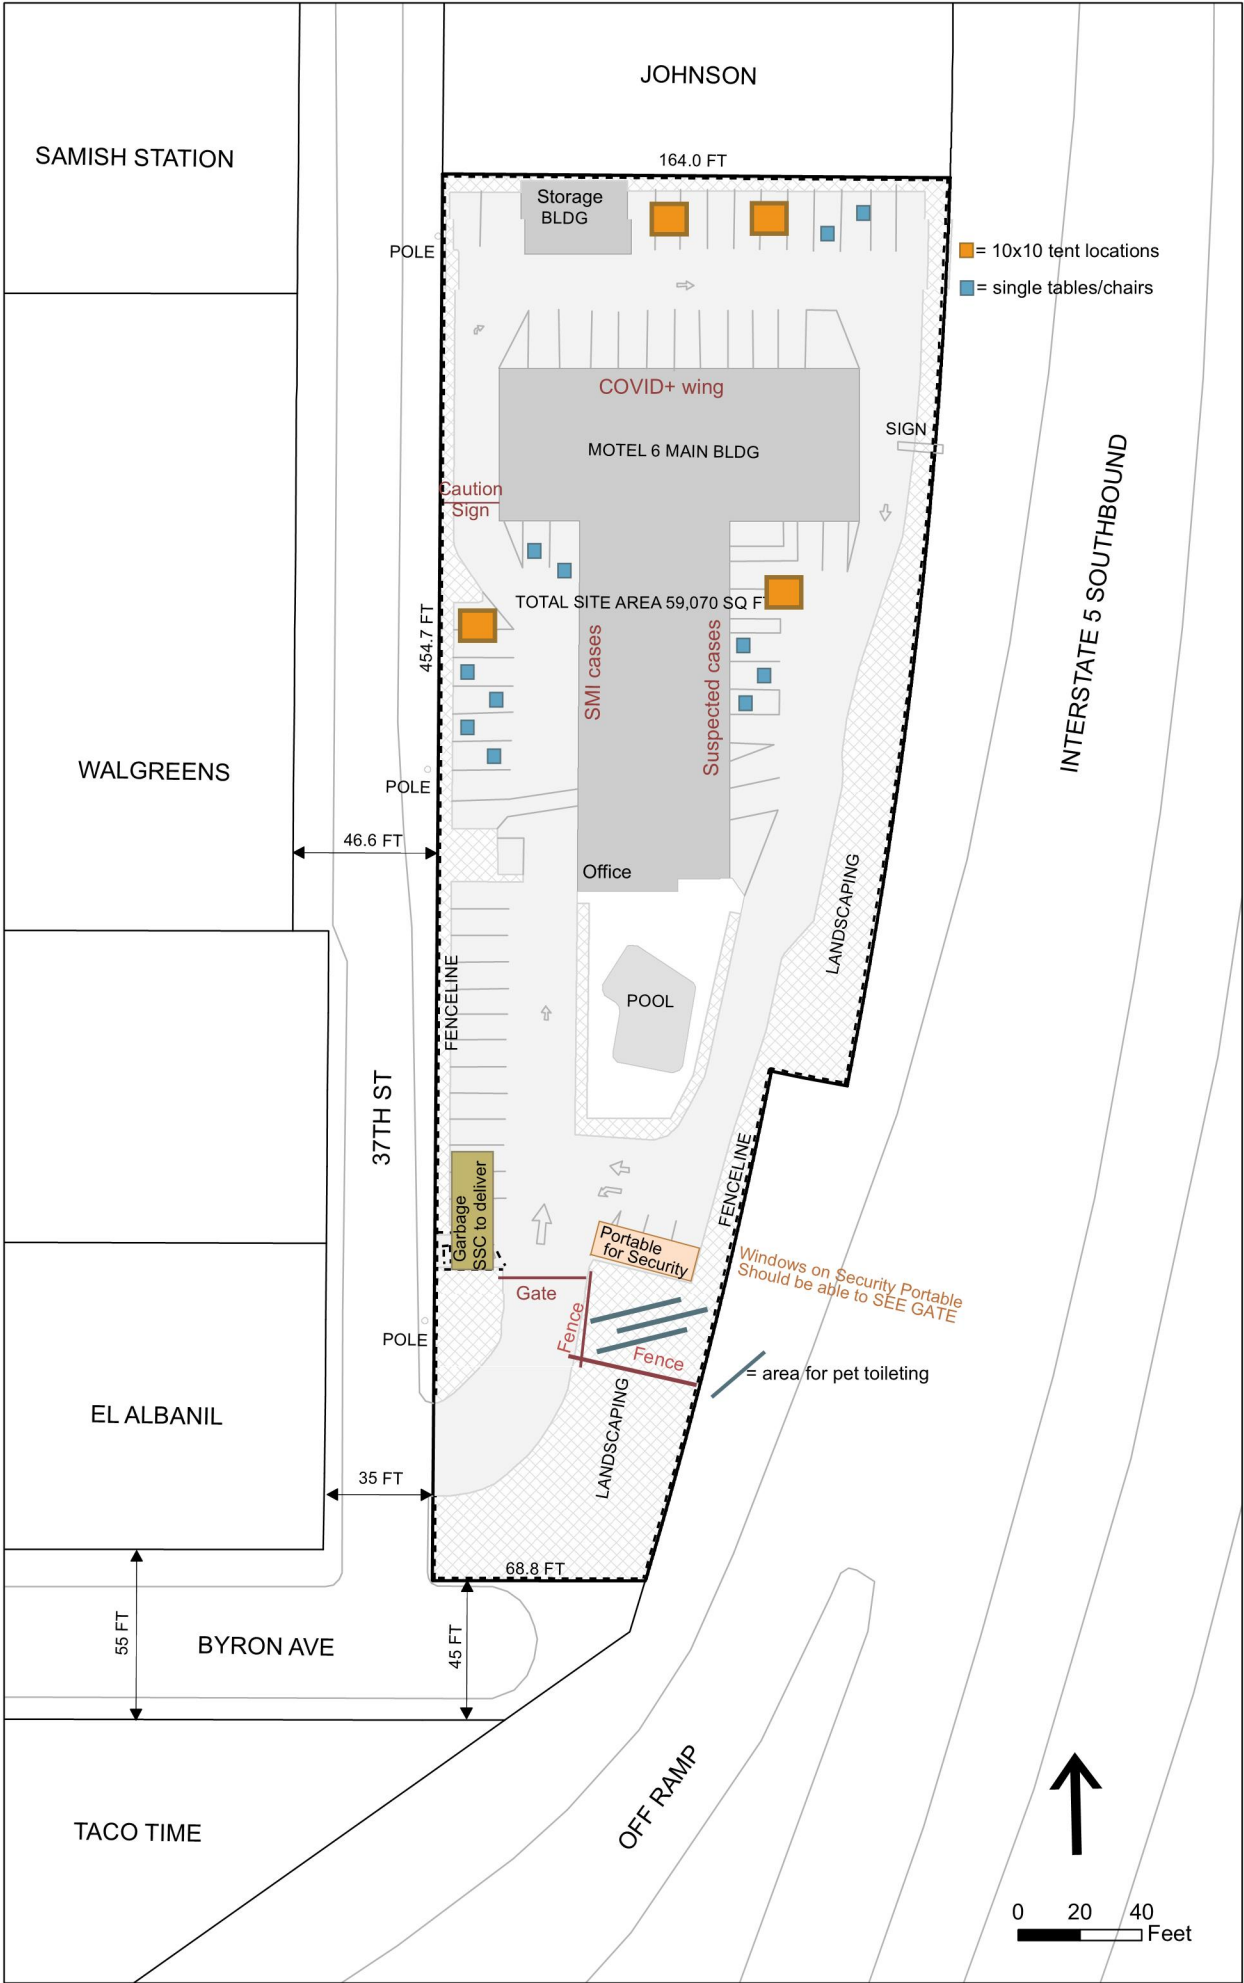 JOHNSON
SAMISH STATION
164.0 FT
Storage
BLDG
POLE
= 10x10 tent locations
= single tables/chairs
COVID+ wing
SIGN
MOTEL 6 MAIN BLDG
Caution
Sign
INTERSTATE 5 SOUTHBOUND
TOTAL SITE AREA 59,070 SQ F
454.7 FT
SMI cases
Suspected cases
WALGREENS
POLE
46.6 FT
Office
LANDSCAPING
FENCELINE
POOL
37TH ST
FENCELINE
Garbage
SSC to deliver
Portable
for Security
Windows on Security Portable
Should be able to SEE GATE
Gate
Fence
POLE
Fence
= area for pet toileting
EL ALBANIL
LANDSCAPING
35 FT
68.8 FT
55 FT
BYRON AVE
45 FT
OFF RAMP
TACO TIME
0 20 40
Feet